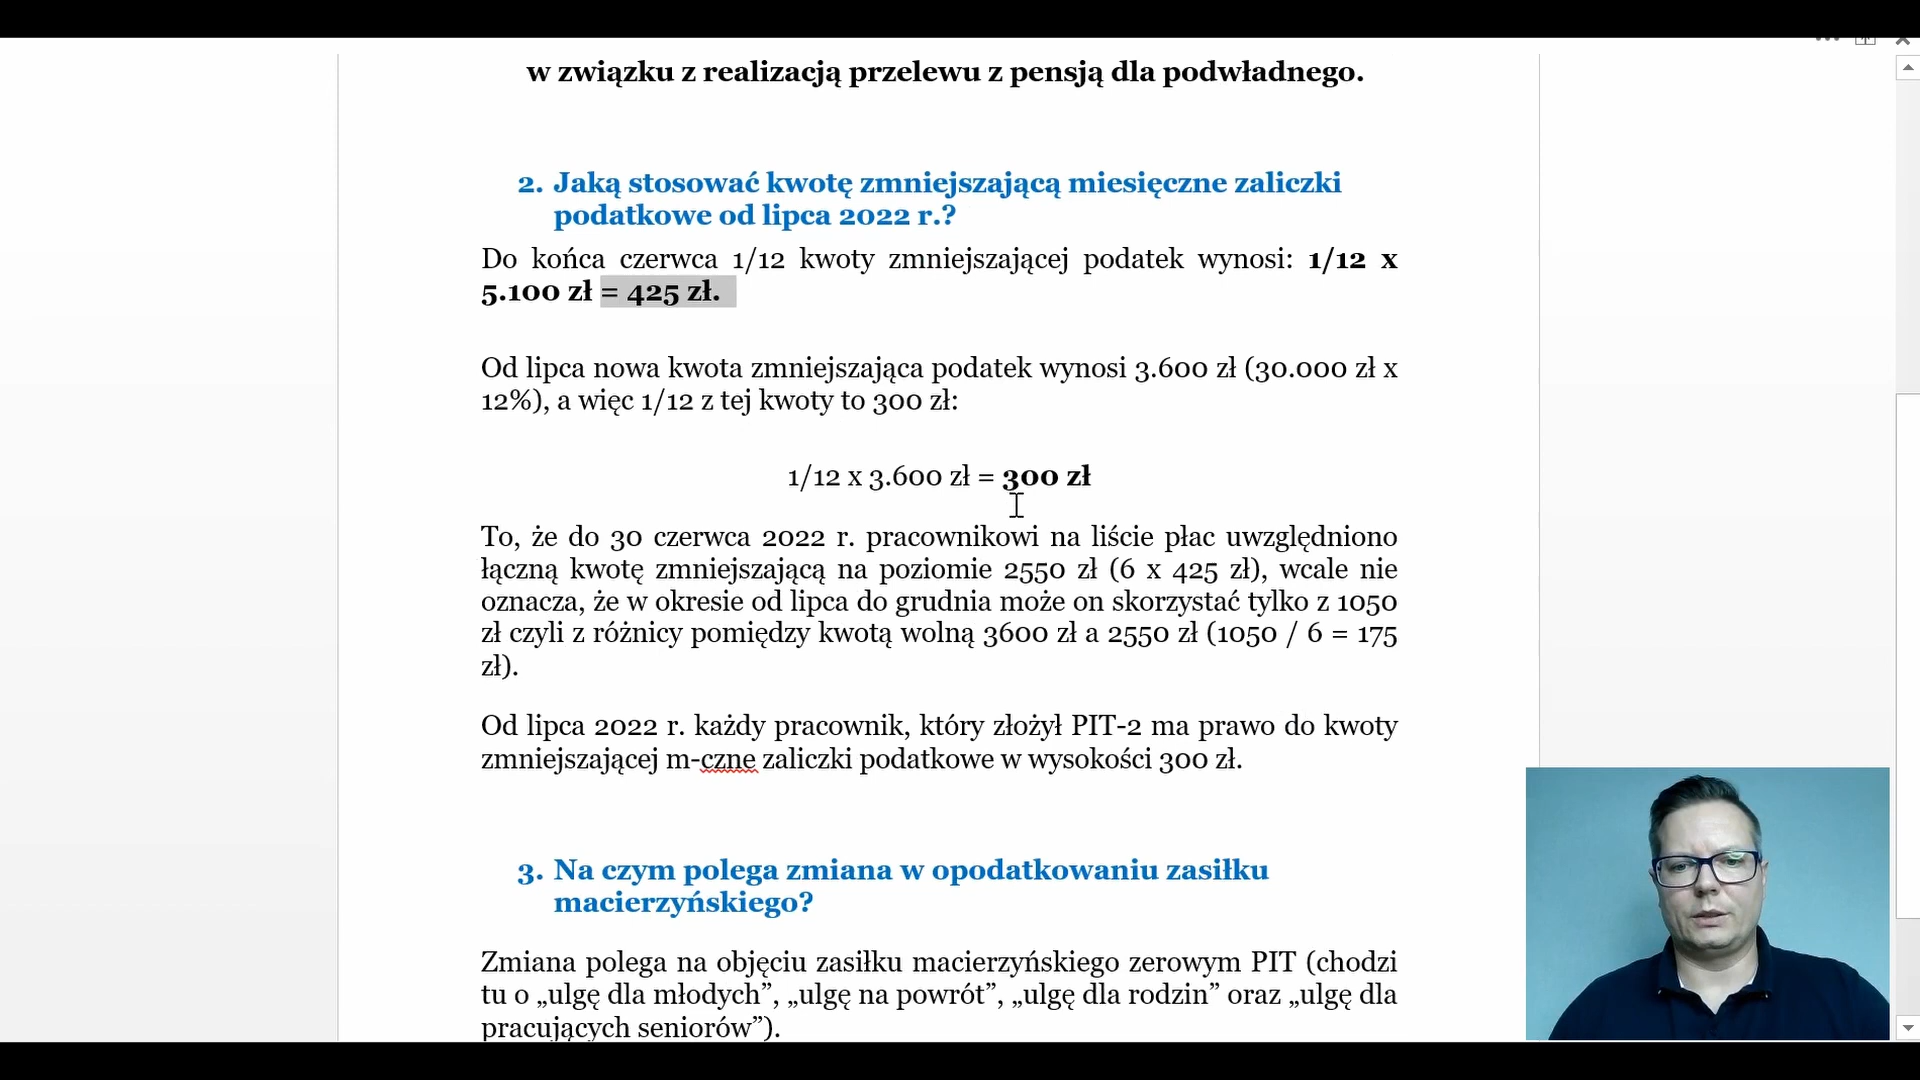 w związku z realizacją przelewu z pensją dla podwładnego.
2. Jaką stosować kwotę zmniejszającą miesięczne zaliczki
podatkowe od lipca 2022 r.?
Do końca czerwca 1/12 kwoty zmniejszającej podatek wynosi: 1/12 x
5.100 zł = 425 zł.
Od lipca nowa kwota zmniejszająca podatek wynosi 3.600 zł (30.000 zł x
12%), a więc 1/12 z tej kwoty to 300 zł:
1/12 x 3.600 zł = 300 zł
To, że do 30 czerwca 2022 r. pracownikowi na liście płac uwzględniono
łączną kwotę zmniejszającą na poziomie 2550 zł (6 x 425 zł), wcale nie
oznacza, że w okresie od lipca do grudnia może on skorzystać tylko z 1050
zł czyli z różnicy pomiędzy kwotą wolną 3600 zł a 2550 zł (1050 / 6 = 175
zł).
Od lipca 2022 r. każdy pracownik, który złożył PIT-2 ma prawo do kwoty
zmniejszającej m-czne zaliczki podatkowe w wysokości 300 zł.
3. Na czym polega zmiana w opodatkowaniu zasiłku
macierzyńskiego?
Zmiana polega na objęciu zasiłku macierzyńskiego zerowym PIT (chodzi
tu o „ulgę dla młodych”, „ulgę na powrót”, „ulgę dla rodzin” oraz „ulgę dla
pracujących seniorów”).